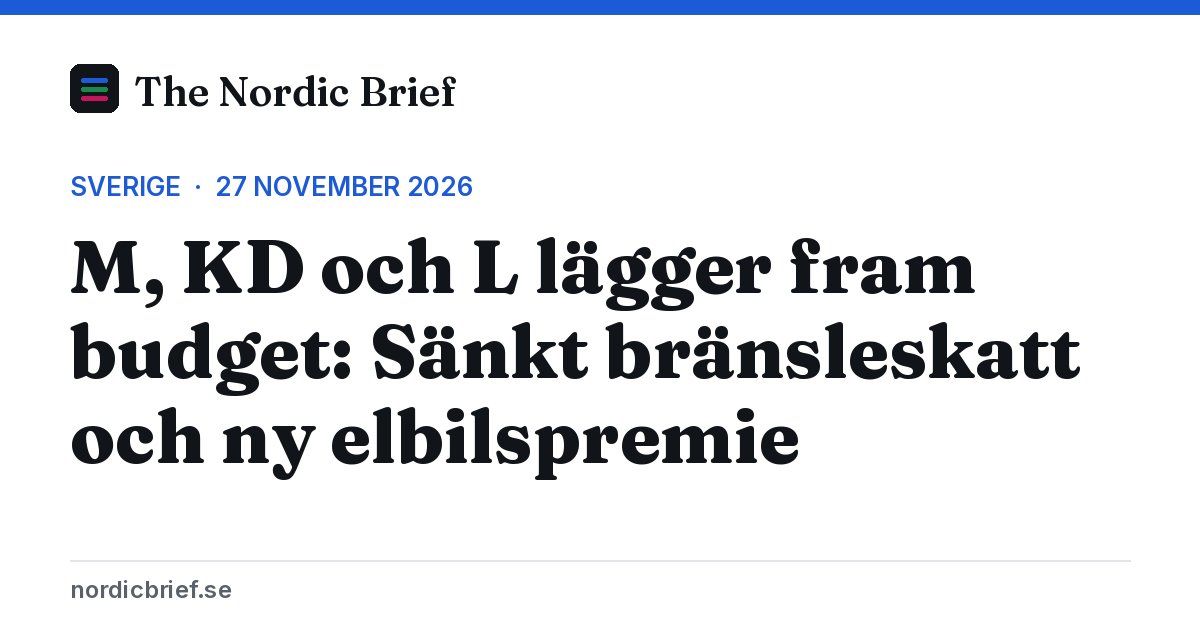 The Nordic Brief
SVERIGE · 27 NOVEMBER 2026
M, KD och L lägger fram
budget: Sänkt bränsleskatt
och ny elbilspremie
nordicbrief.se